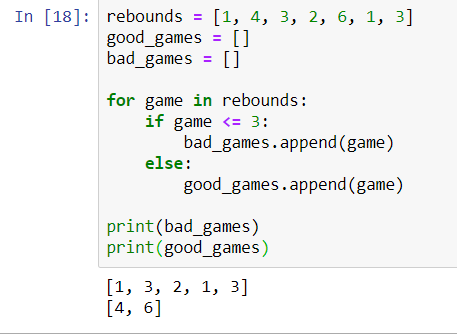 In [18]: rebounds = [1, 4, 3, 2, 6, 1, 3]
good_games = []
bad_games = []

for game in rebounds:
    if game <= 3:
        bad_games.append(game)
    else:
        good_games.append(game)

print(bad_games)
print(good_games)

[1, 3, 2, 1, 3]
[4, 6]